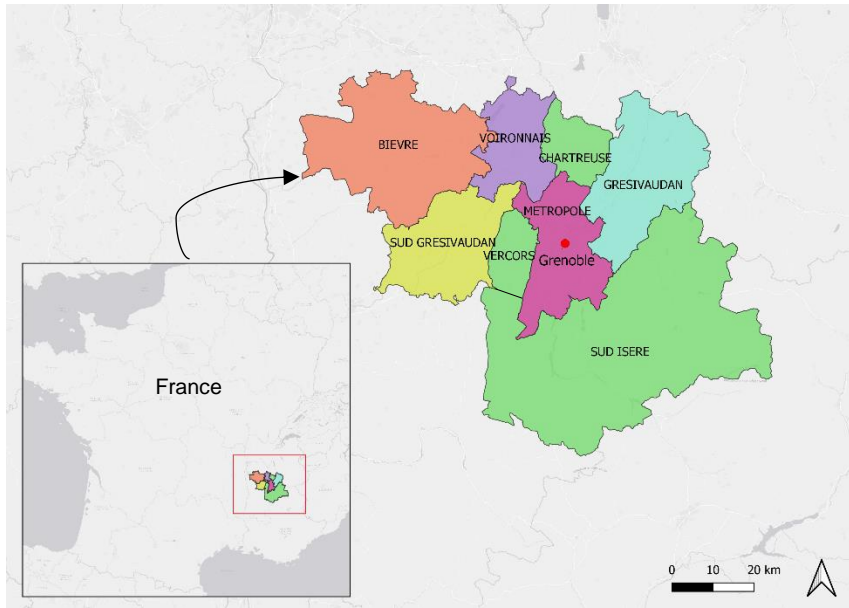 BIEVRE
VOIRONNAIS
CHARTREUSE
GRESIVAUDAN
METROPOLE
SUD GRESIVAUDAN
VERCORS
Grenoble
SUD ISERE
France
0 10 20 km